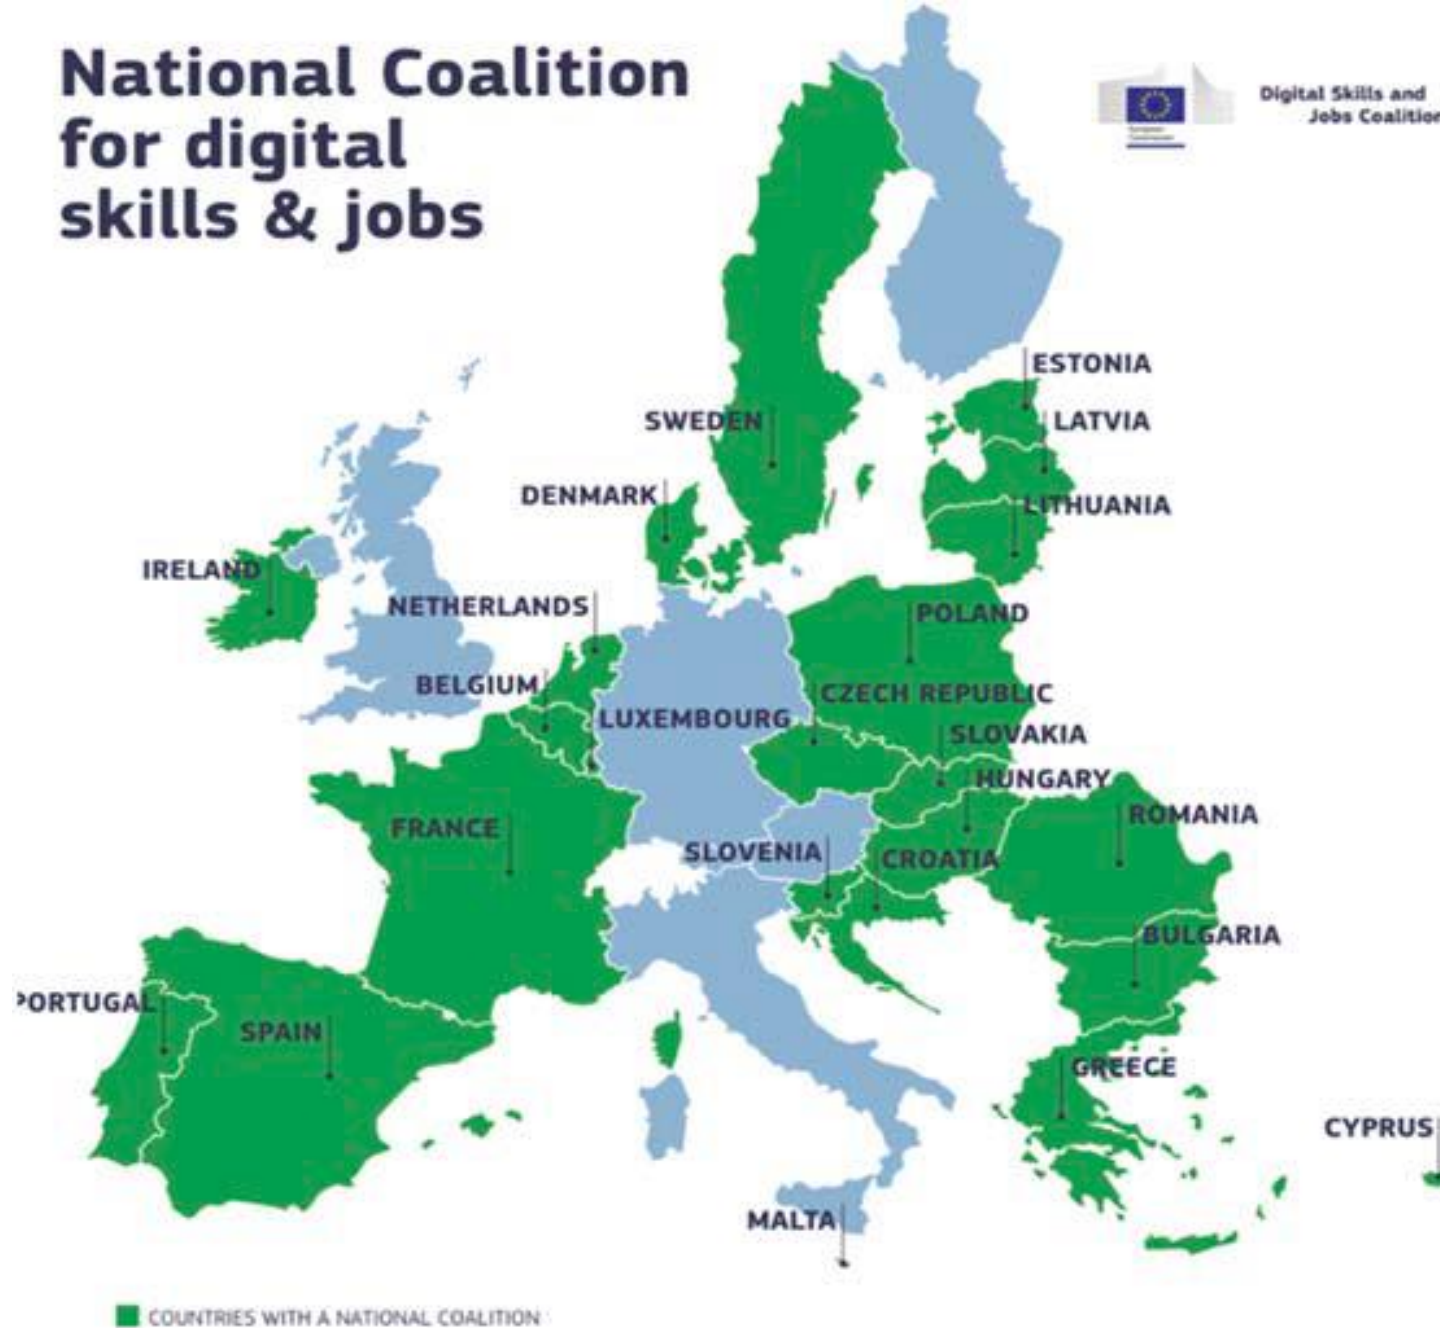 National Coalition
for digital
skills & jobs
Digital Skills and
Jobs Coalition
ESTONIA
SWEDEN
LATVIA
DENMARK
LITHUANIA
IRELAND
NETHERLANDS
POLAND
BELGIUM
CZECH REPUBLIC
LUXEMBOURG
SLOVAKIA
HUNGARY
ROMANIA
FRANCE
SLOVENIA
CROATIA
BULGARIA
PORTUGAL
SPAIN
GREECE
CYPRUS
MALTA
COUNTRIES WITH A NATIONAL COALITION